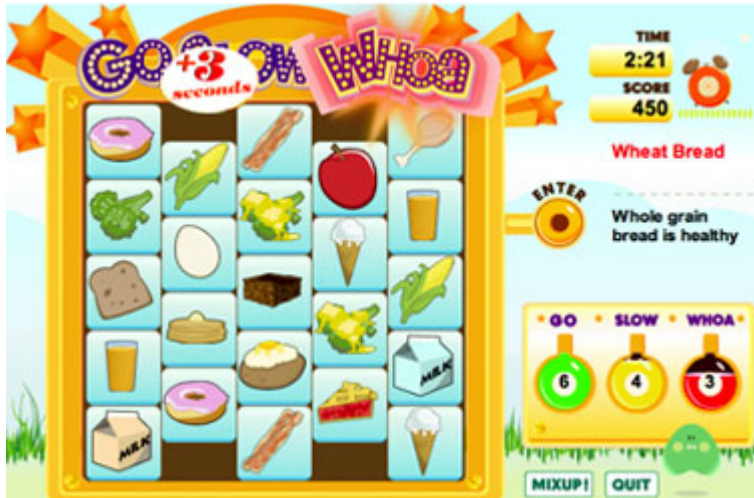 GO SLOW WHOA
+3
seconds
TIME
2:21
SCORE
450
Wheat Bread
ENTER
Whole grain
bread is healthy
GO SLOW WHOA
6 4 3
MILK
MILK
MIXUP! QUIT